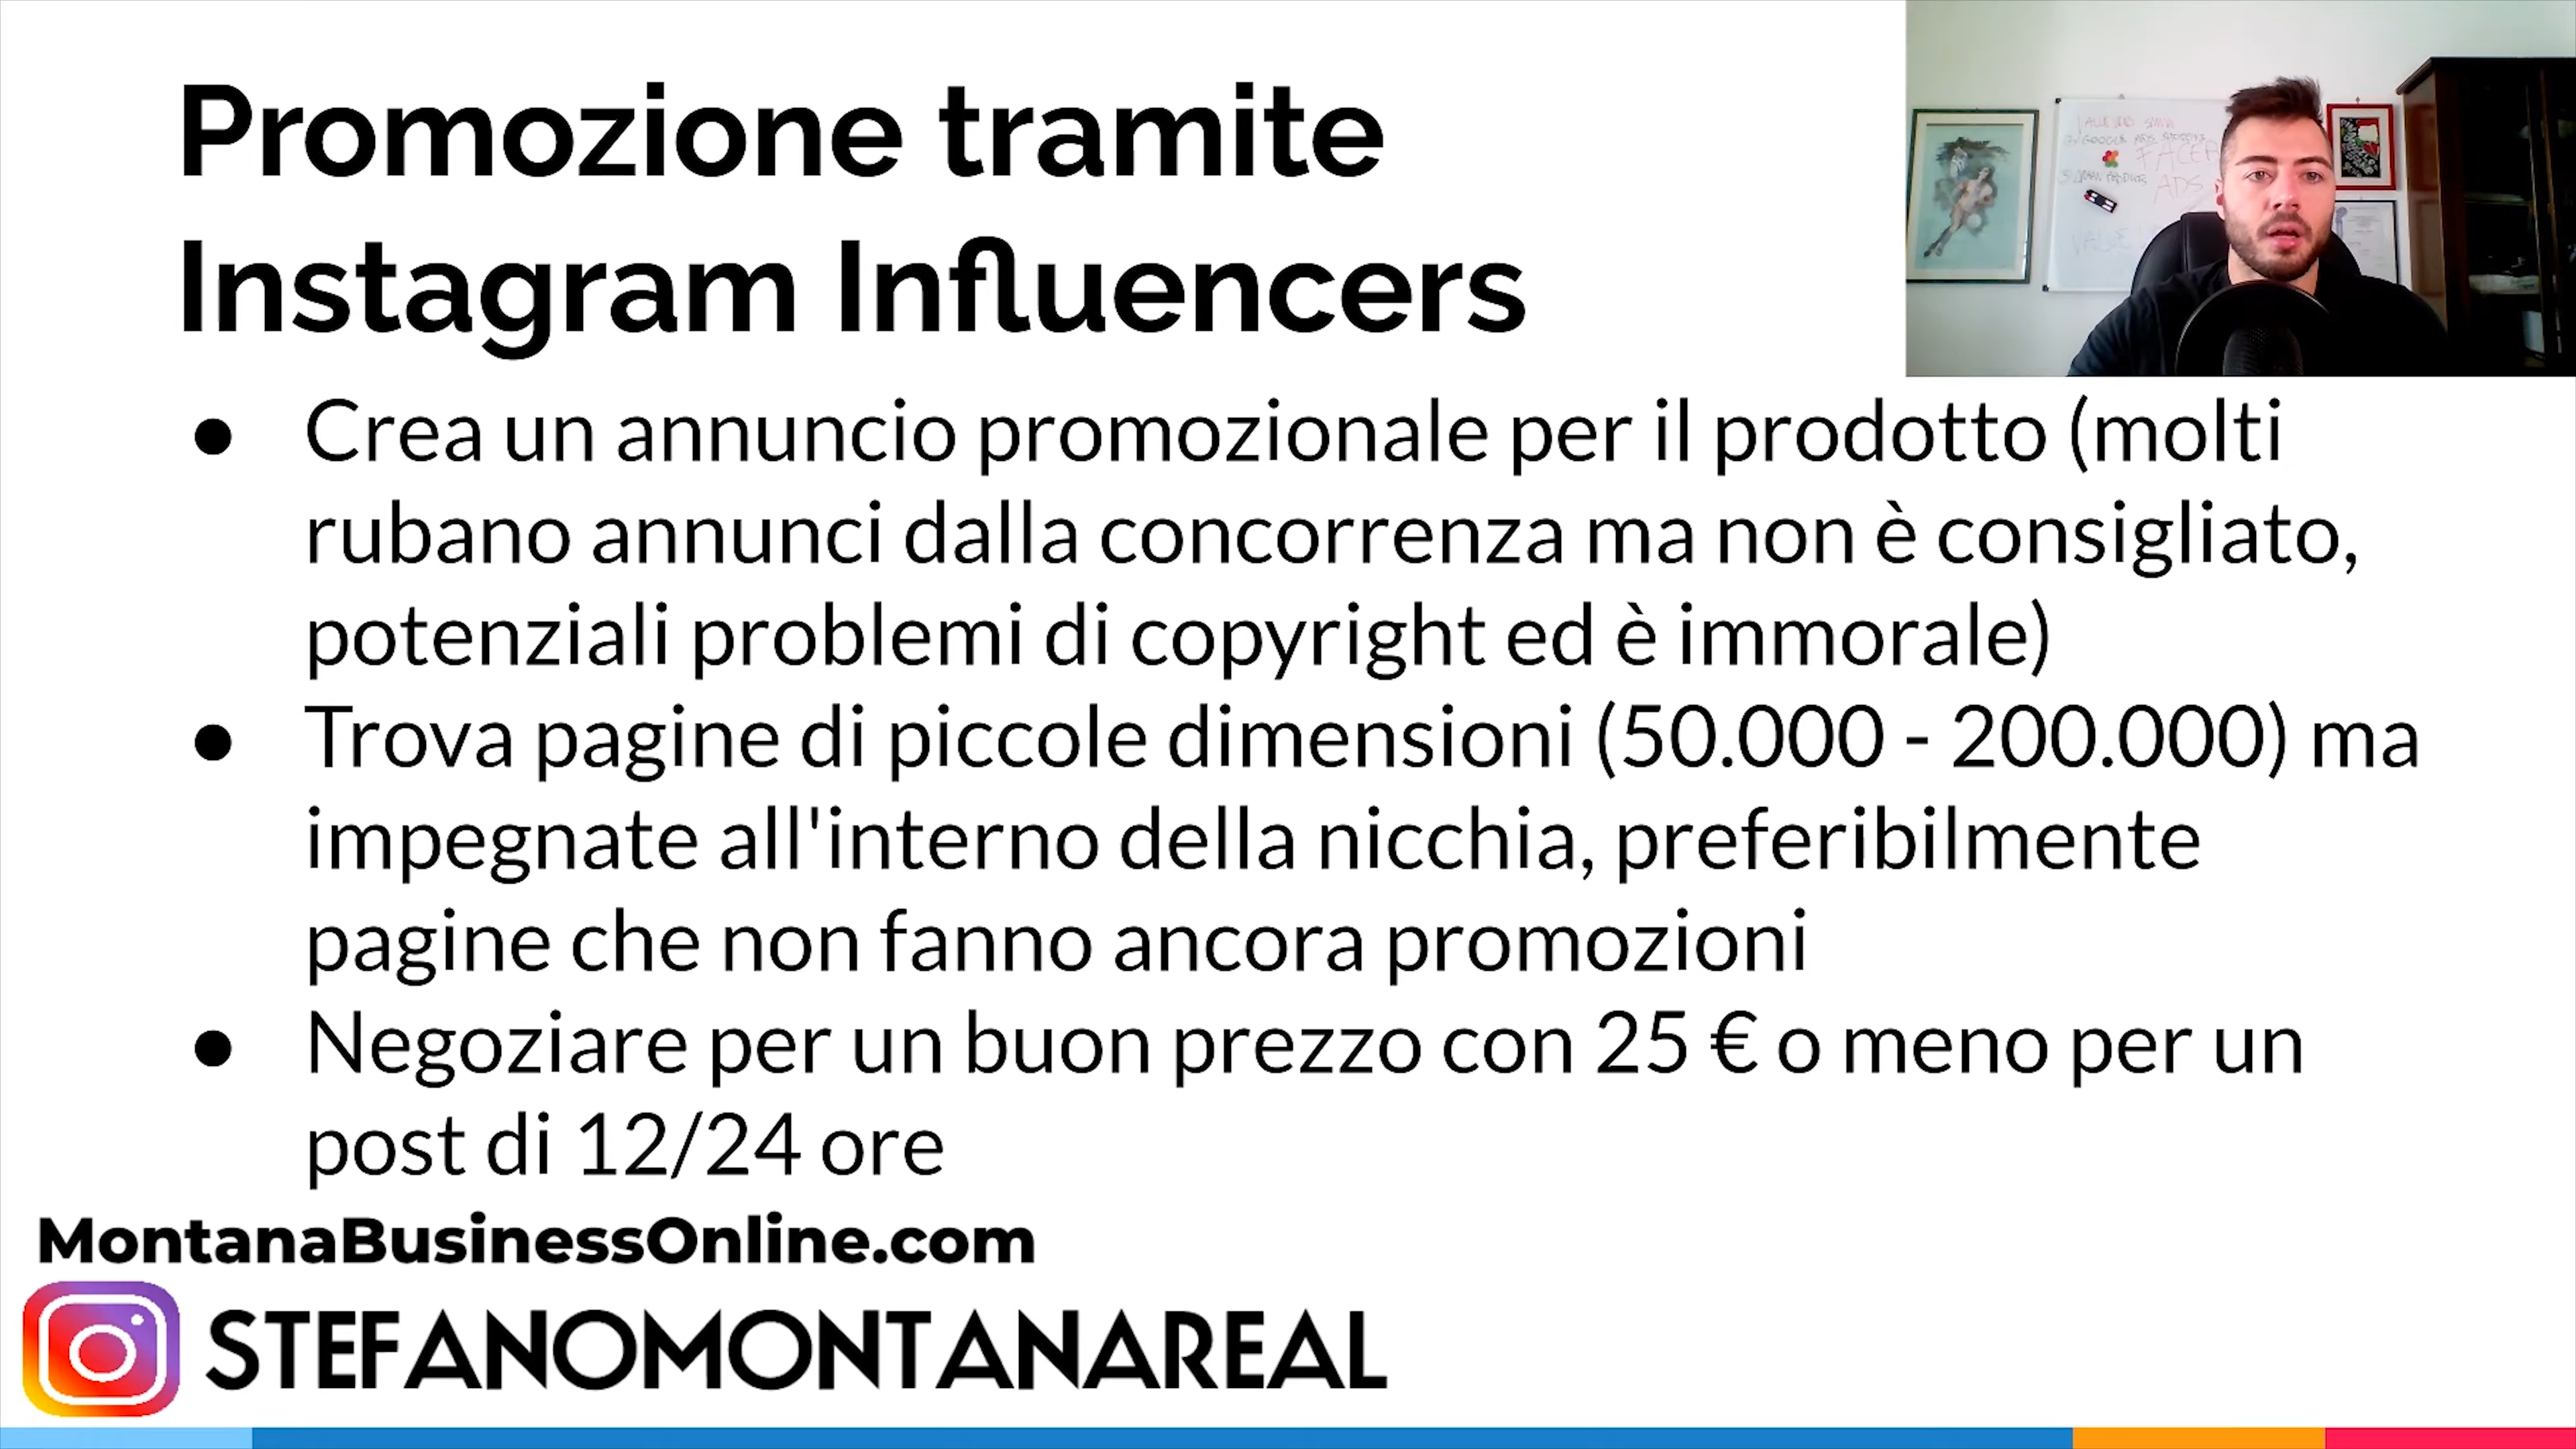 Promozione tramite
Instagram Influencers
● Crea un annuncio promozionale per il prodotto (molti
rubano annunci dalla concorrenza ma non è consigliato,
potenziali problemi di copyright ed è immorale)
● Trova pagine di piccole dimensioni (50.000 - 200.000) ma
impegnate all'interno della nicchia, preferibilmente
pagine che non fanno ancora promozioni
● Negoziare per un buon prezzo con 25 € o meno per un
post di 12/24 ore
MontanaBusinessOnline.com
STEFANOMONTANAREAL
ADS